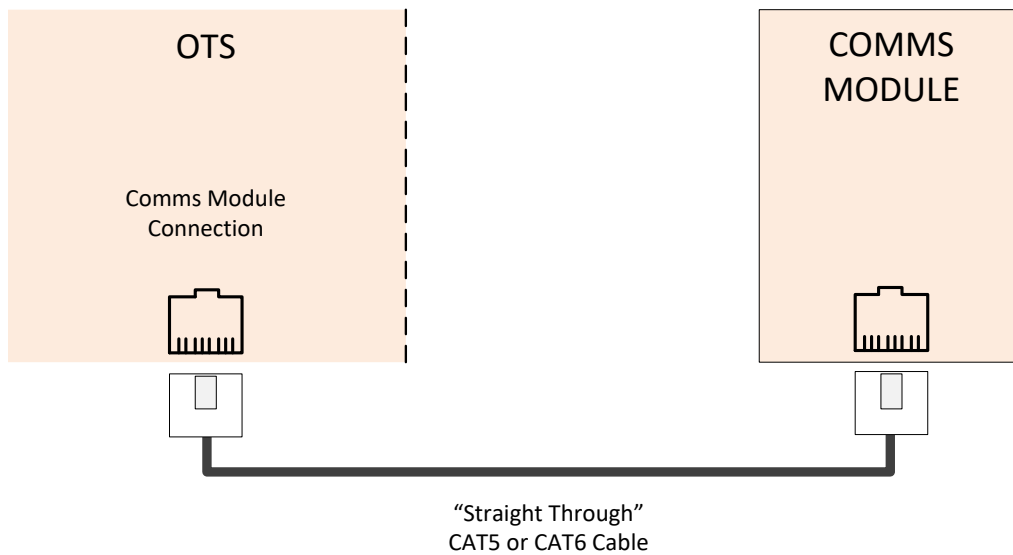 OTS
COMMS
MODULE
Comms Module
Connection
“Straight Through”
CAT5 or CAT6 Cable